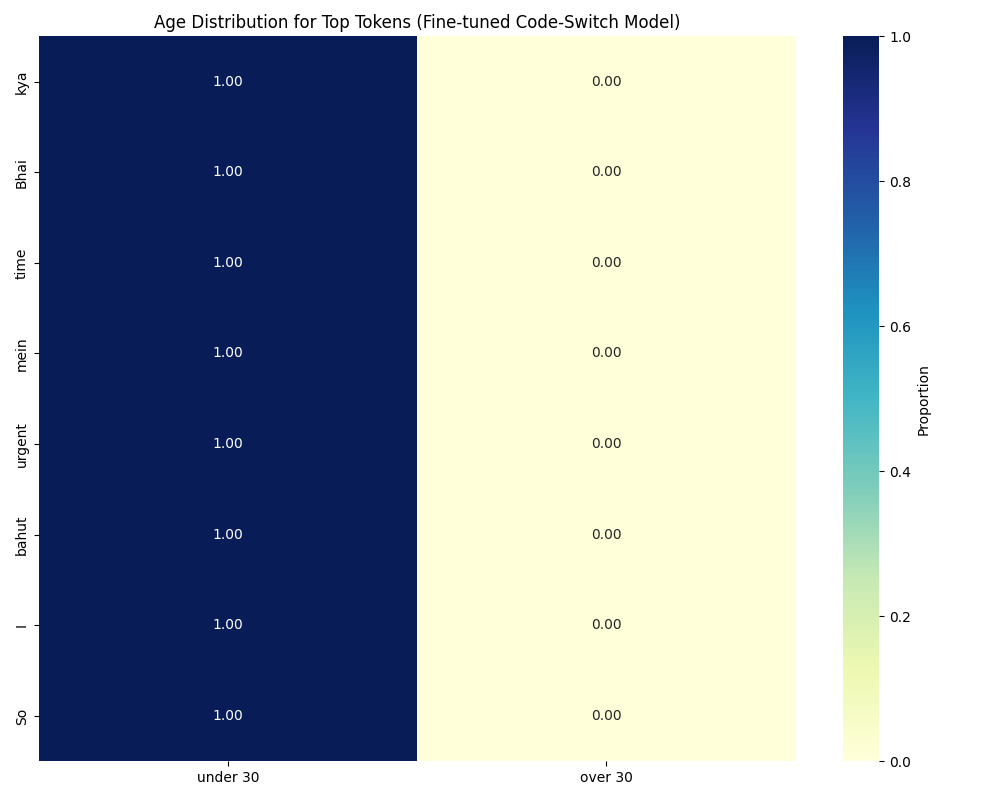 Age Distribution for Top Tokens (Fine-tuned Code-Switch Model)
kya 1.00 0.00
Bhai 1.00 0.00
time 1.00 0.00
mein 1.00 0.00
urgent 1.00 0.00
bahut 1.00 0.00
I 1.00 0.00
So 1.00 0.00
under 30 over 30
1.0
0.8
0.6
0.4
0.2
0.0
Proportion